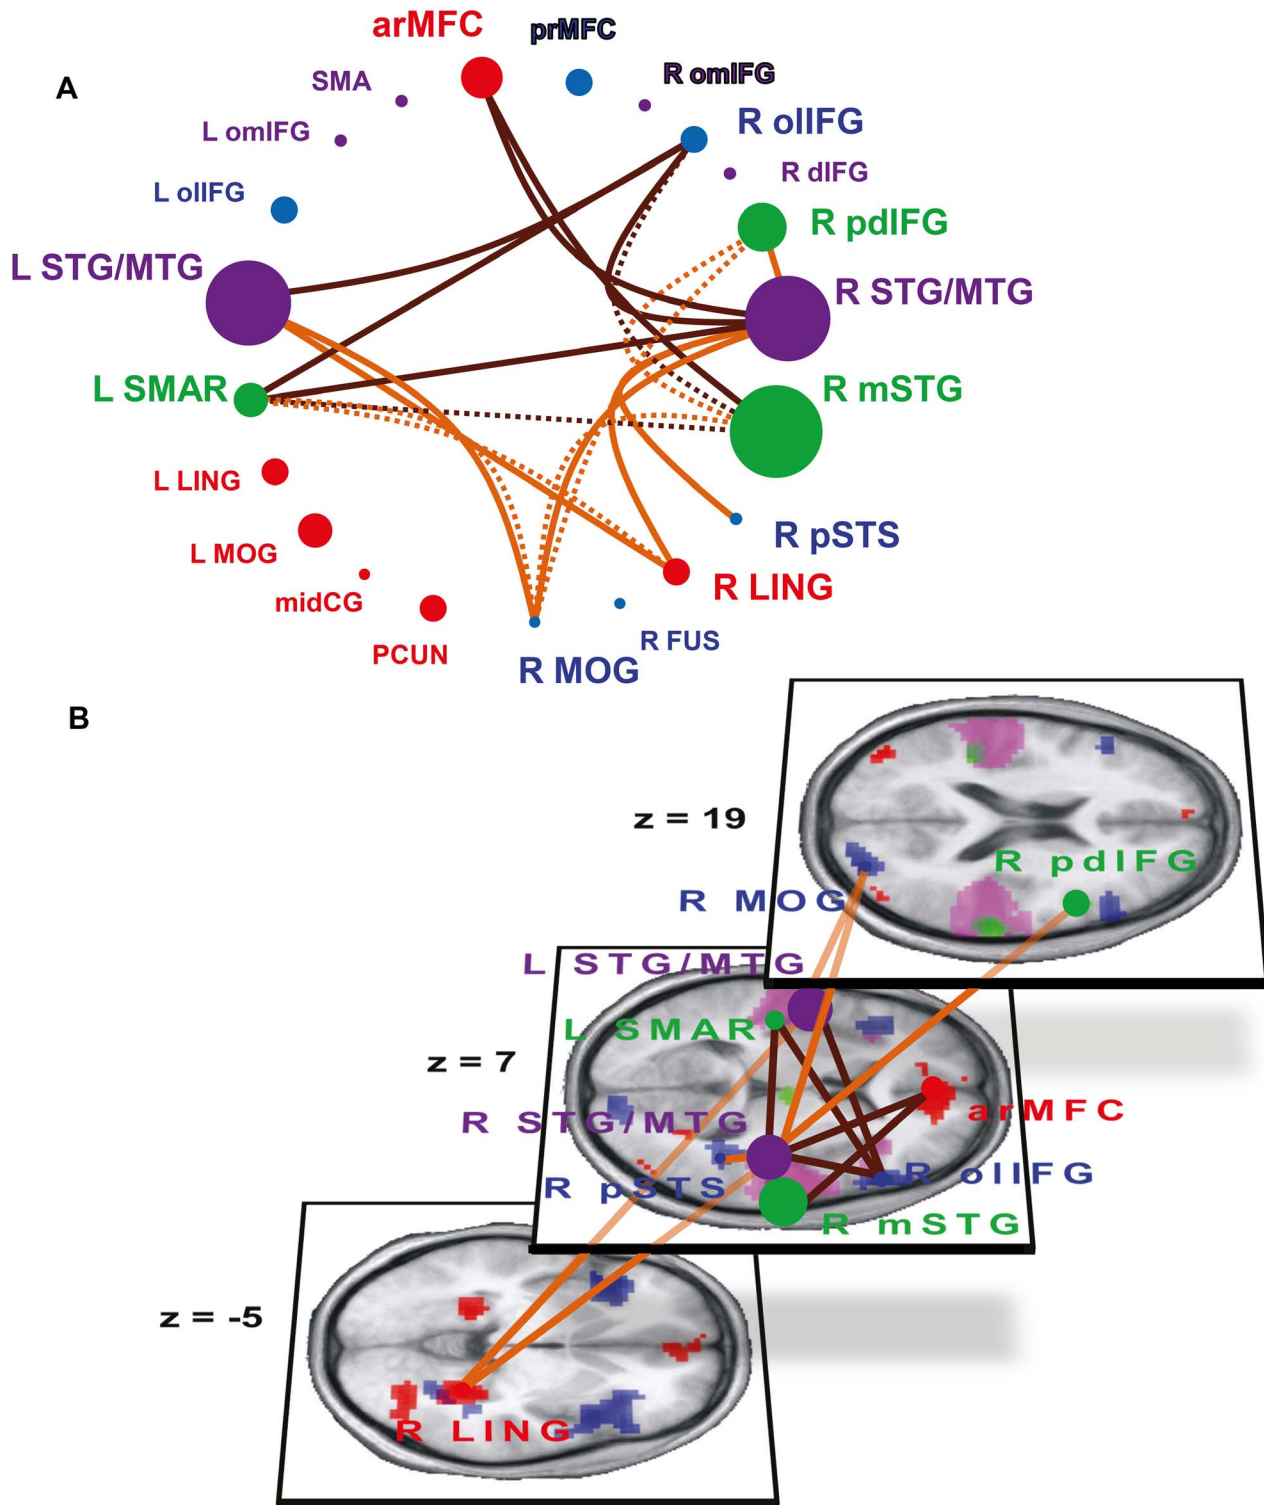 arMFC
prMFC
SMA
R omIFG
A
L omIFG
R olIFG
L olIFG
R dIFG
R pdIFG
L STG/MTG
R STG/MTG
L SMAR
R mSTG
L LING
R pSTS
L MOG
R LING
midCG
PCUN
R FUS
R MOG
B
z = 19
R pdIFG
R MOG
L STG/MTG
L SMAR
z = 7
arMFC
R STG/MTG
R olIFG
R pSTS
R mSTG
z = -5
R LING